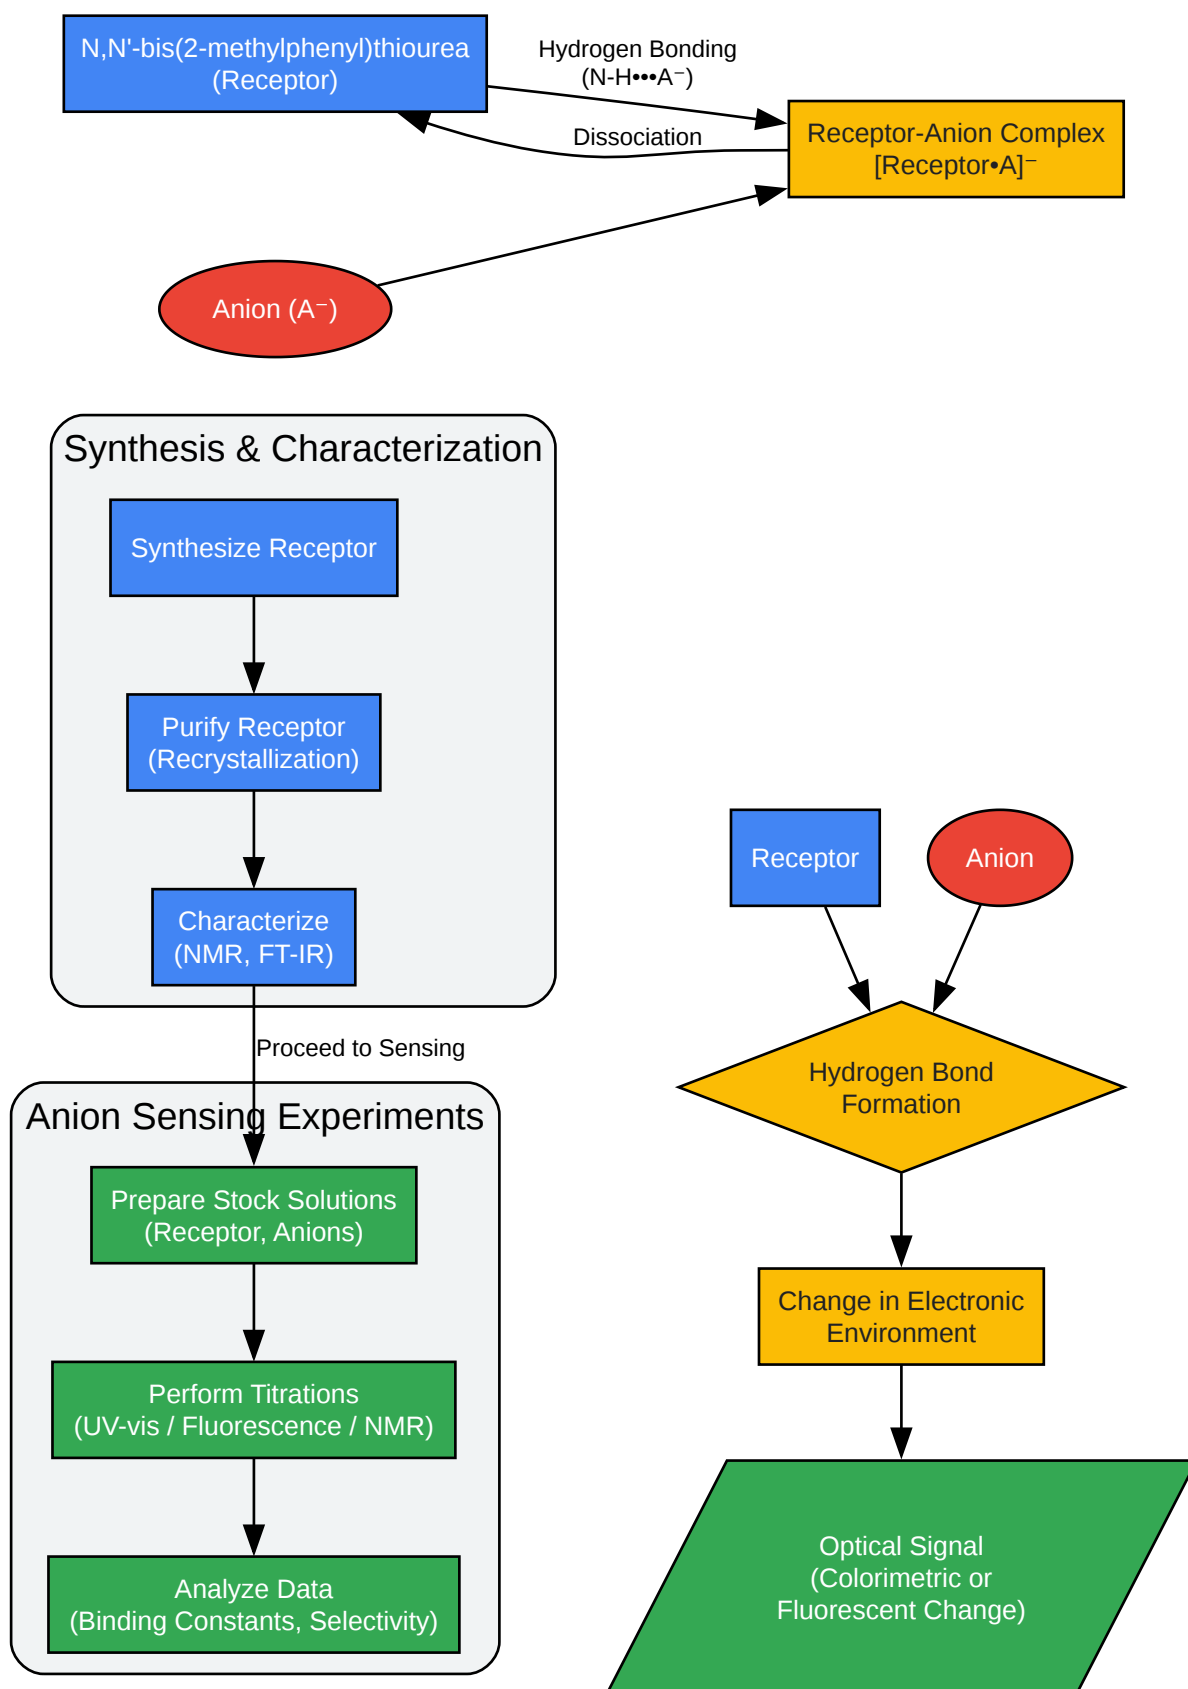 N,N'-bis(2-methylphenyl)thiourea
(Receptor)
Hydrogen Bonding
(N-H•••A⁻)
Dissociation
Receptor-Anion Complex
[Receptor•A]⁻
Anion (A⁻)
Synthesis & Characterization
Synthesize Receptor
Purify Receptor
(Recrystallization)
Characterize
(NMR, FT-IR)
Proceed to Sensing
Anion Sensing Experiments
Prepare Stock Solutions
(Receptor, Anions)
Perform Titrations
(UV-vis / Fluorescence / NMR)
Analyze Data
(Binding Constants, Selectivity)
Receptor
Anion
Hydrogen Bond
Formation
Change in Electronic
Environment
Optical Signal
(Colorimetric or
Fluorescent Change)